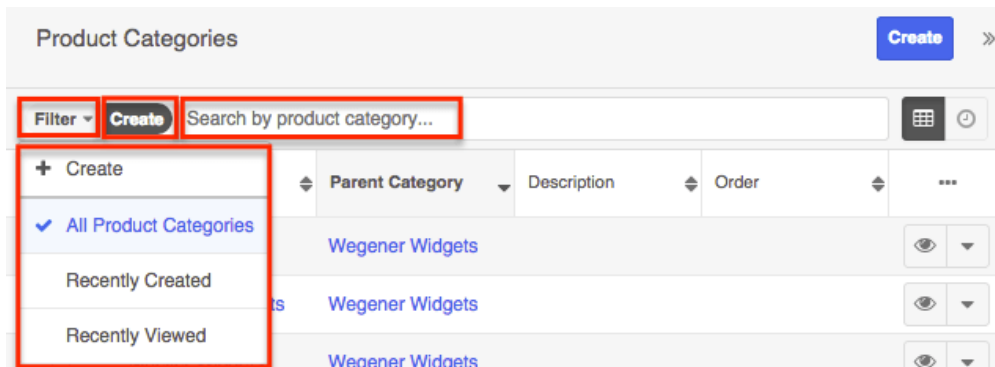 Product Categories Create
Filter Create Search by product category...
+ Create
Parent Category Description Order
All Product Categories
Wegener Widgets
Recently Created
ts Wegener Widgets
Recently Viewed
Wegener Widgets